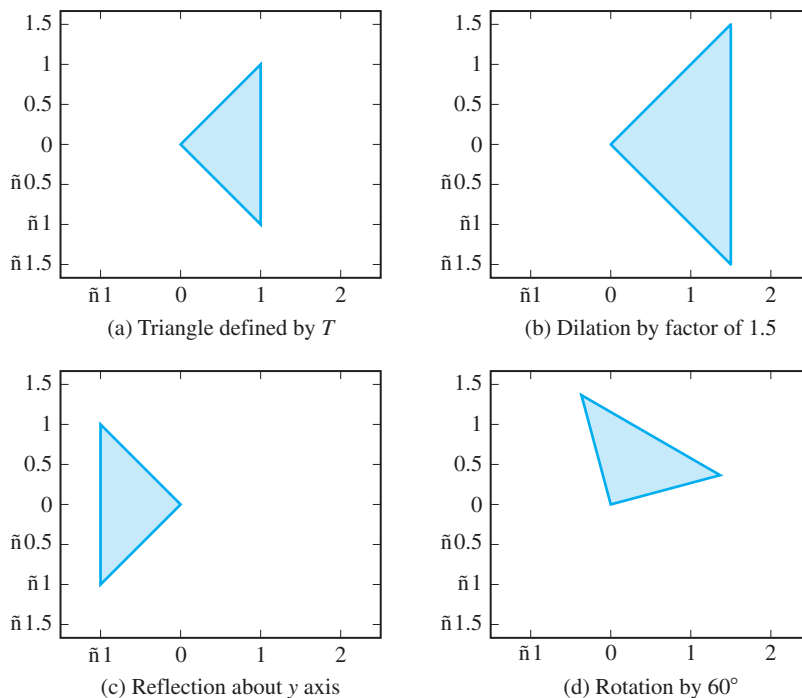 1.5
1
0.5
0
ñ0.5
ñ1
ñ1.5
ñ1 0 1 2
(a) Triangle defined by T
1.5
1
0.5
0
ñ0.5
ñ1
ñ1.5
ñ1 0 1 2
(b) Dilation by factor of 1.5
1.5
1
0.5
0
ñ0.5
ñ1
ñ1.5
ñ1 0 1 2
(c) Reflection about y axis
1.5
1
0.5
0
ñ0.5
ñ1
ñ1.5
ñ1 0 1 2
(d) Rotation by 60°